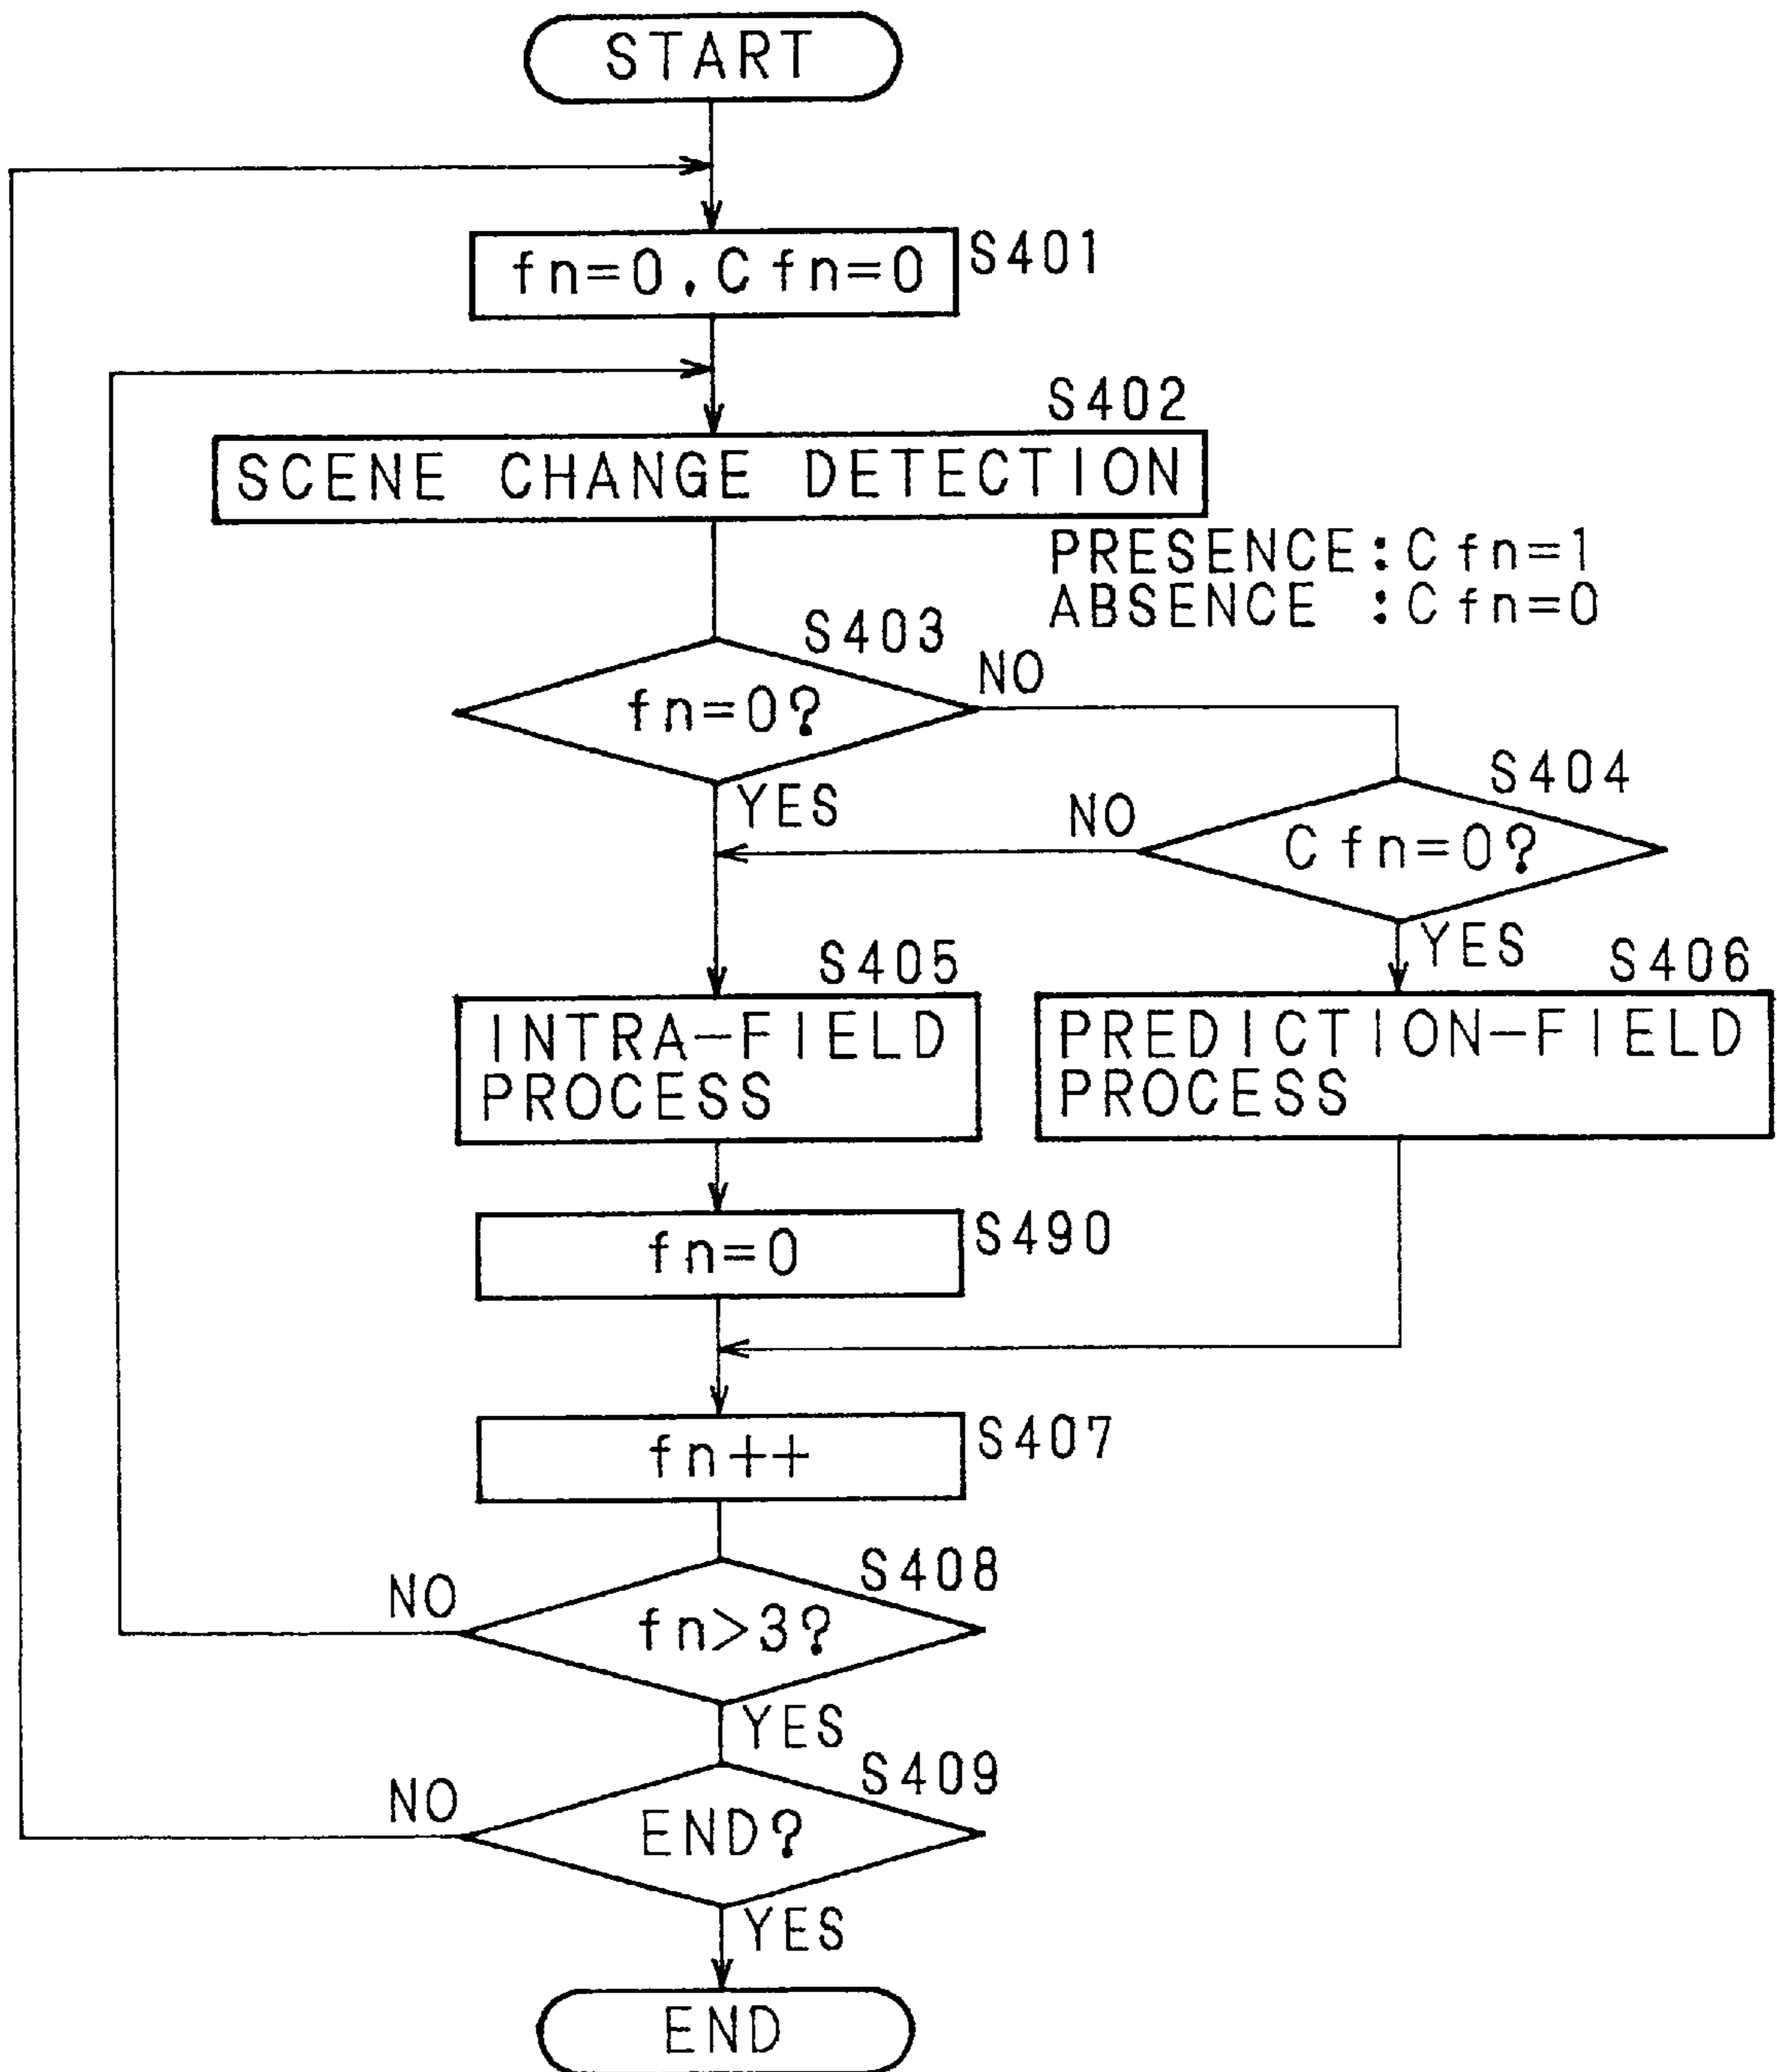 START
fn=0, Cfn=0
S401
S402
SCENE CHANGE DETECTION
PRESENCE:Cfn=1
ABSENCE :Cfn=0
S403
fn=0?
NO
YES
S404
Cfn=0?
NO
YES
S405
INTRA-FIELD
PROCESS
S406
PREDICTION-FIELD
PROCESS
fn=0
S490
fn++
S407
S408
fn>3?
NO
YES
S409
END?
NO
YES
END